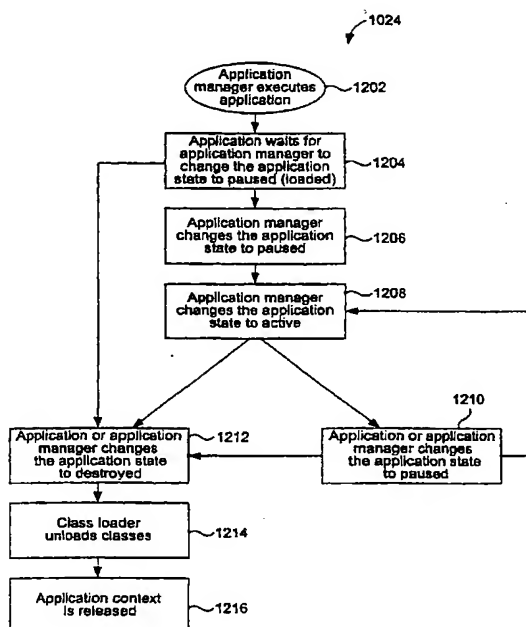 1024
Application
manager executes
application
1202
Application waits for
application manager to
change the application
state to paused (loaded)
1204
Application manager
changes the application
state to paused
1206
Application manager
changes the application
state to active
1208
Application or application
manager changes
the application state
to destroyed
1212
1210
Application or application
manager changes
the application state
to paused
Class loader
unloads classes
1214
Application context
is released
1216